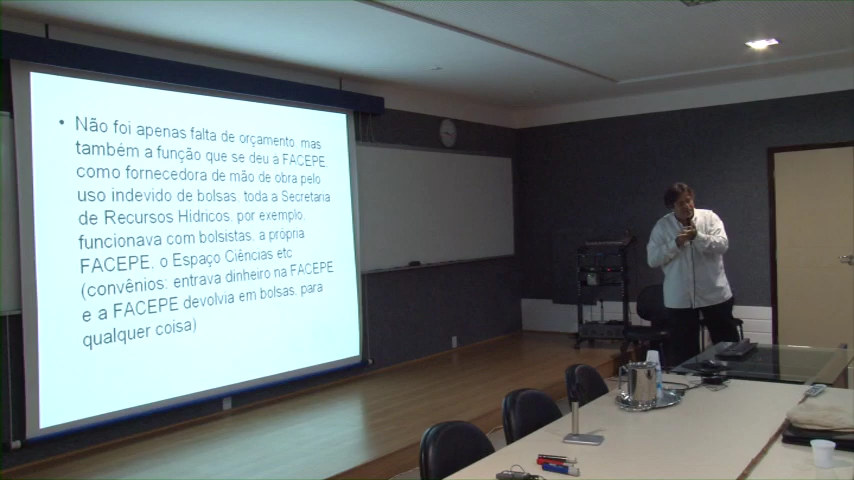 • Não foi apenas falta de orçamento, mas
também a função que se deu à FACEPE,
como fornecedora de mão de obra pelo
uso indevido de bolsas, toda a Secretaria
de Recursos Hídricos, por exemplo,
funcionava com bolsistas, a própria
FACEPE, o Espaço Ciências etc
(convênios: entrava dinheiro na FACEPE
e a FACEPE devolvia em bolsas, para
qualquer coisa)